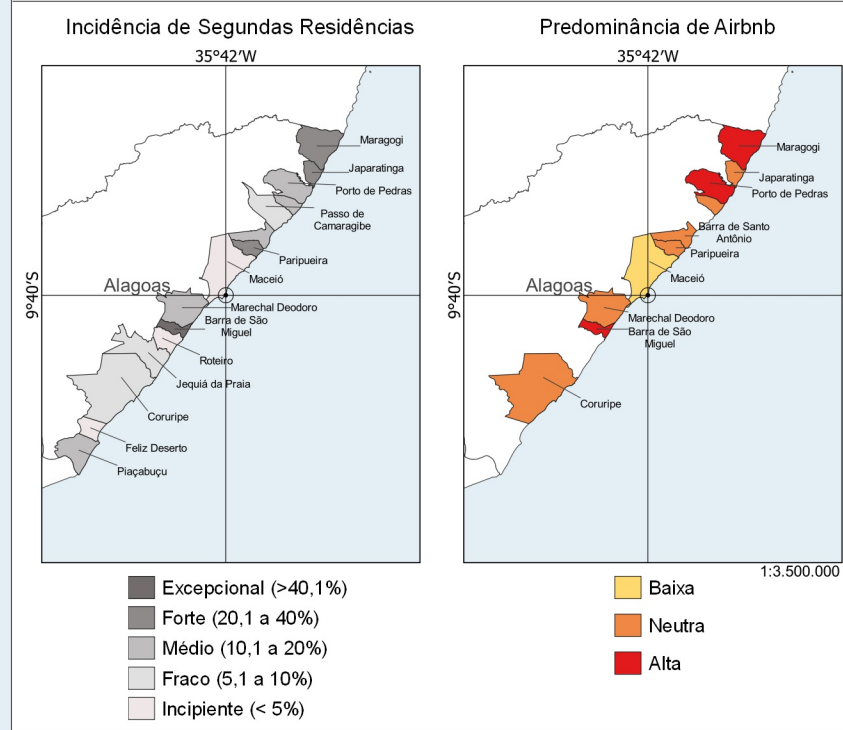 Incidência de Segundas Residências
35°42'W
9°40'S
Alagoas
Maragogi
Japaratinga
Porto de Pedras
Passo de
Camaragibe
Paripueira
Maceió
Marechal Deodoro
Barra de São
Miguel
Roteiro
Jequiá da Praia
Coruripe
Feliz Deserto
Piaçabuçu
Excepcional (>40,1%)
Forte (20,1 a 40%)
Médio (10,1 a 20%)
Fraco (5,1 a 10%)
Incipiente (< 5%)
Predominância de Airbnb
35°42'W
9°40'S
Alagoas
Maragogi
Japaratinga
Porto de Pedras
Barra de Santo
Antônio
Paripueira
Maceió
Marechal Deodoro
Barra de São
Miguel
Coruripe
1:3.500.000
Baixa
Neutra
Alta